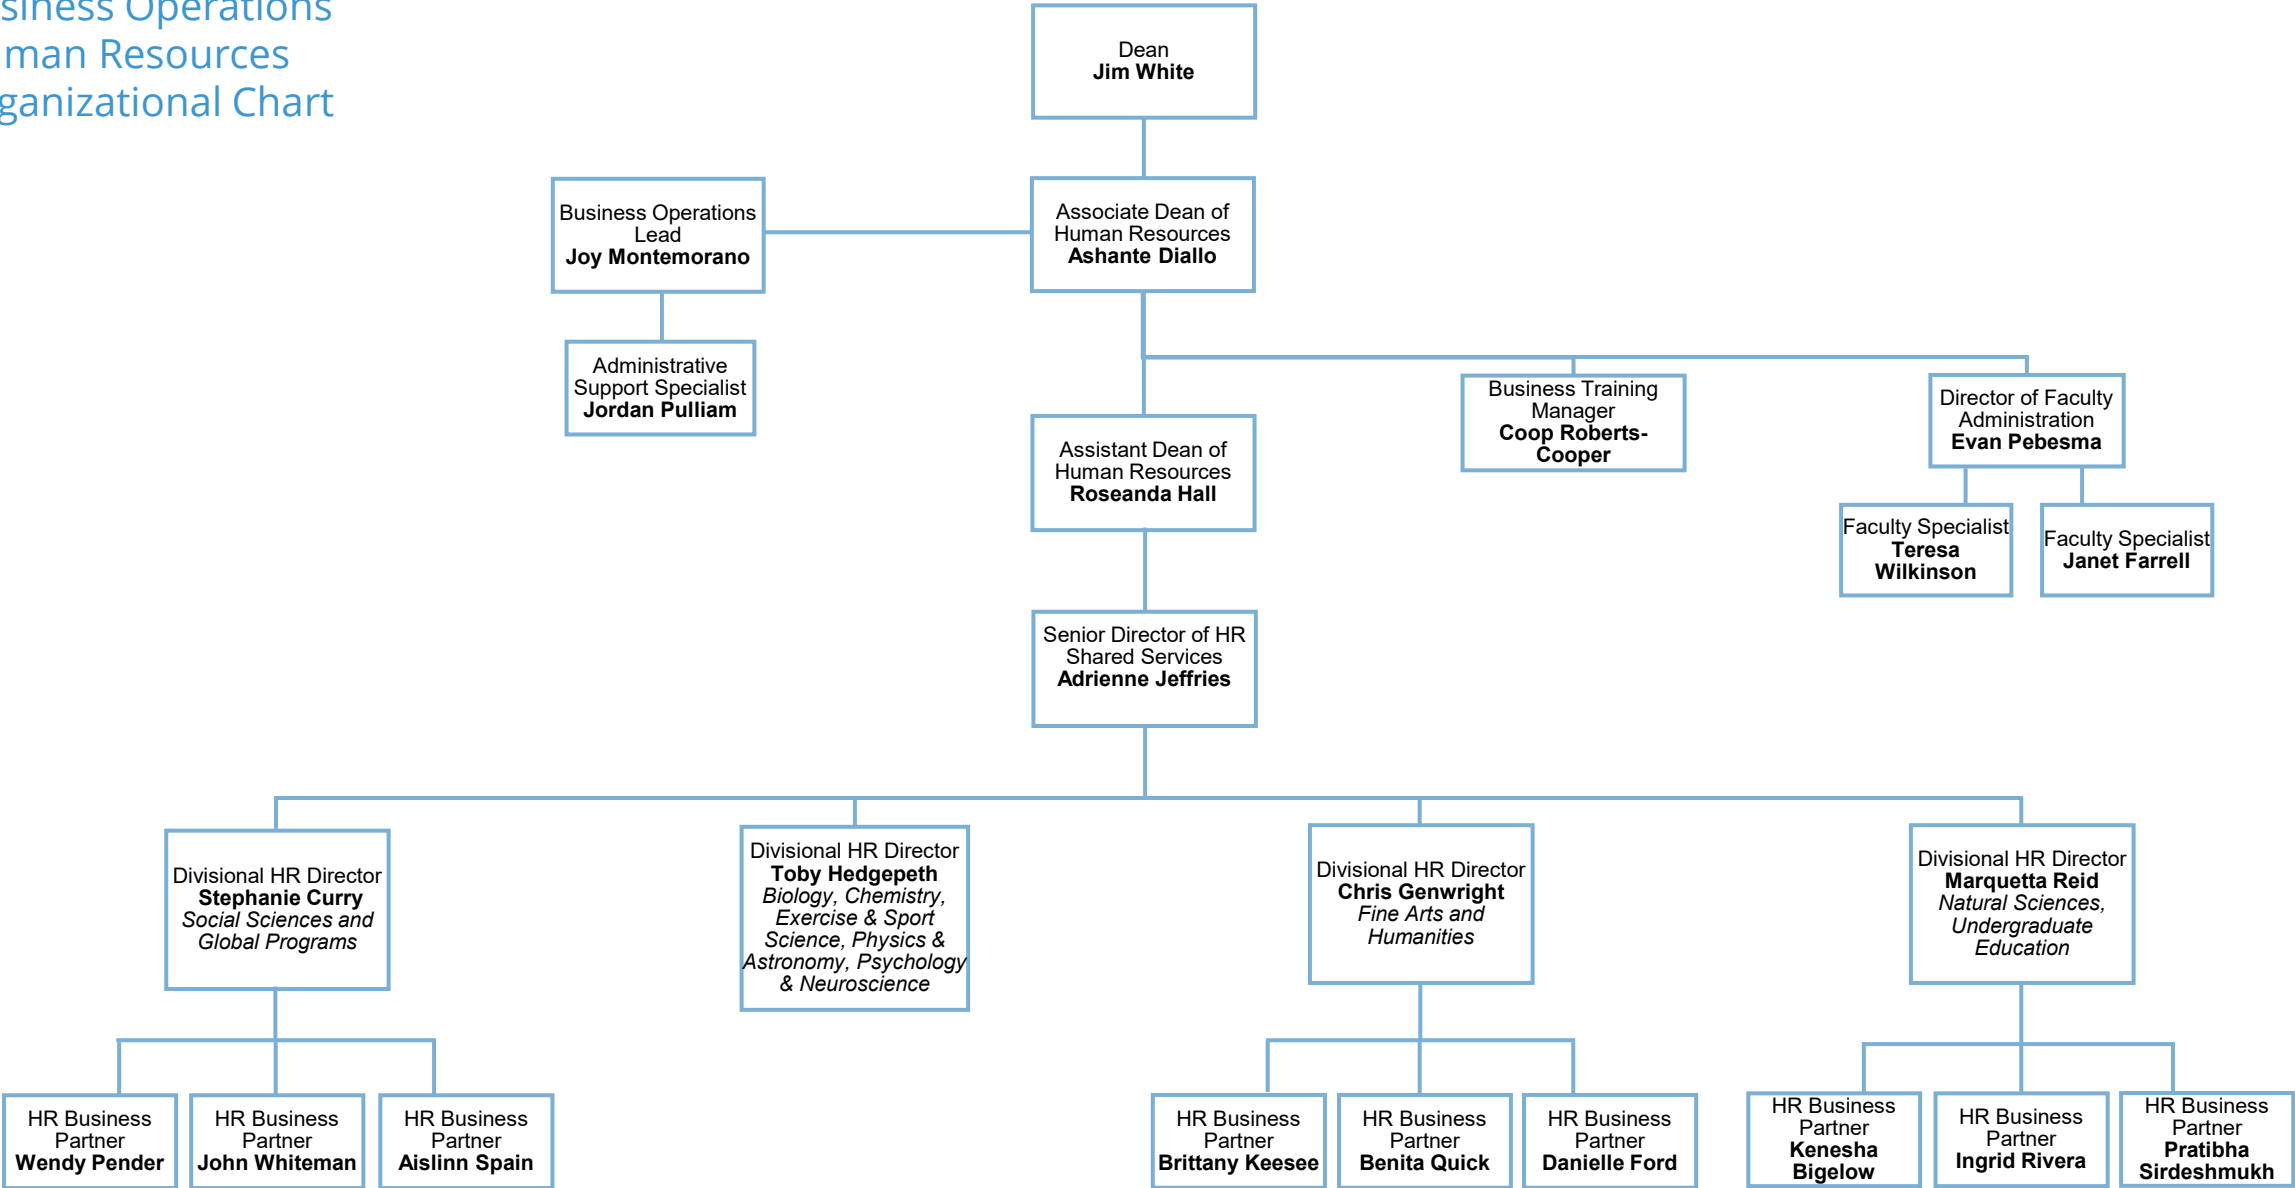 siness Operations
man Resources
ganizational Chart
Dean
Jim White
Business Operations
Lead
Joy Montemorano
Associate Dean of
Human Resources
Ashante Diallo
Administrative
Support Specialist
Jordan Pulliam
Business Training
Manager
Coop Roberts-
Cooper
Director of Faculty
Administration
Evan Pebesma
Assistant Dean of
Human Resources
Roseanda Hall
Faculty Specialist
Teresa
Wilkinson
Faculty Specialist
Janet Farrell
Senior Director of HR
Shared Services
Adrienne Jeffries
Divisional HR Director
Stephanie Curry
Social Sciences and
Global Programs
Divisional HR Director
Toby Hedgepeth
Biology, Chemistry,
Exercise & Sport
Science, Physics &
Astronomy, Psychology
& Neuroscience
Divisional HR Director
Chris Genwright
Fine Arts and
Humanities
Divisional HR Director
Marquetta Reid
Natural Sciences,
Undergraduate
Education
HR Business
Partner
Wendy Pender
HR Business
Partner
John Whiteman
HR Business
Partner
Aislinn Spain
HR Business
Partner
Brittany Keesee
HR Business
Partner
Benita Quick
HR Business
Partner
Danielle Ford
HR Business
Partner
Kenesha
Bigelow
HR Business
Partner
Ingrid Rivera
HR Business
Partner
Pratibha
Sirdeshmukh